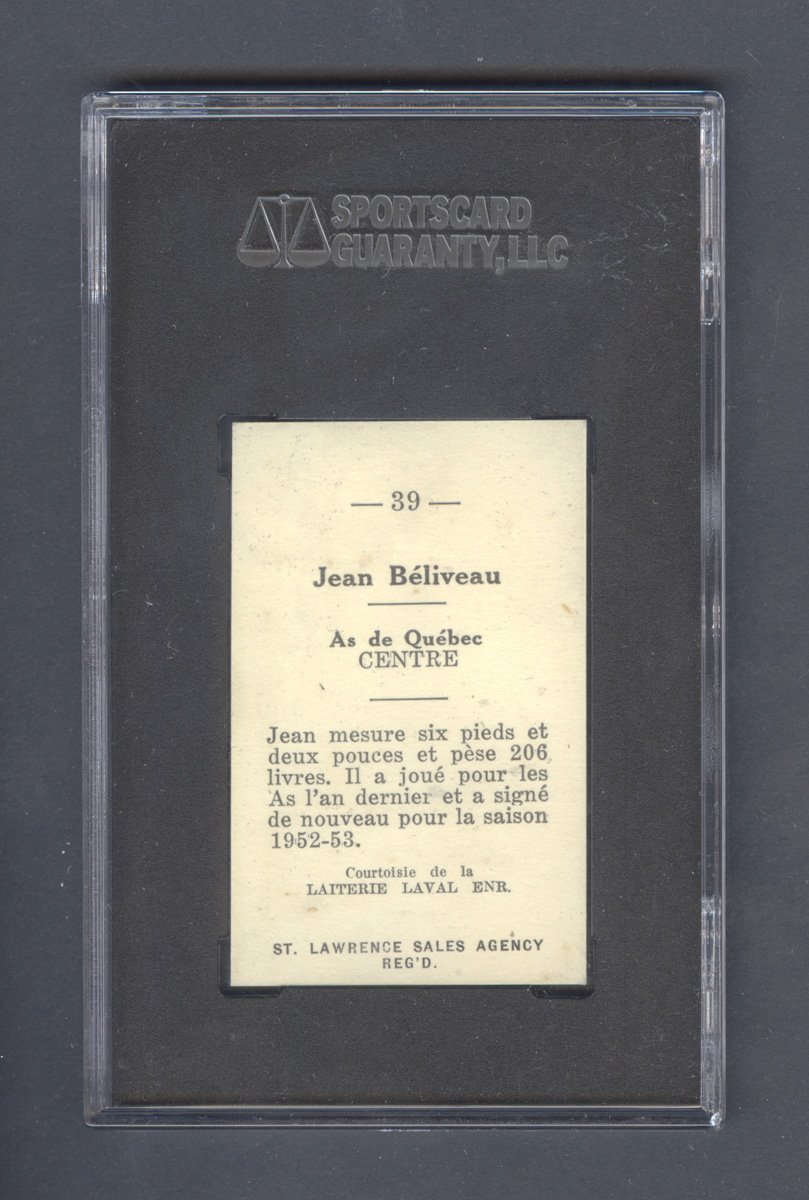 SPORTSCARD
GUARANTY, LLC
— 39 —
Jean Béliveau
As de Québec
CENTRE
Jean mesure six pieds et
deux pouces et pèse 206
livres. Il a joué pour les
As l'an dernier et a signé
de nouveau pour la saison
1952-53.
Courtoisie de la
LAITERIE LAVAL ENR.
ST. LAWRENCE SALES AGENCY
REG'D.